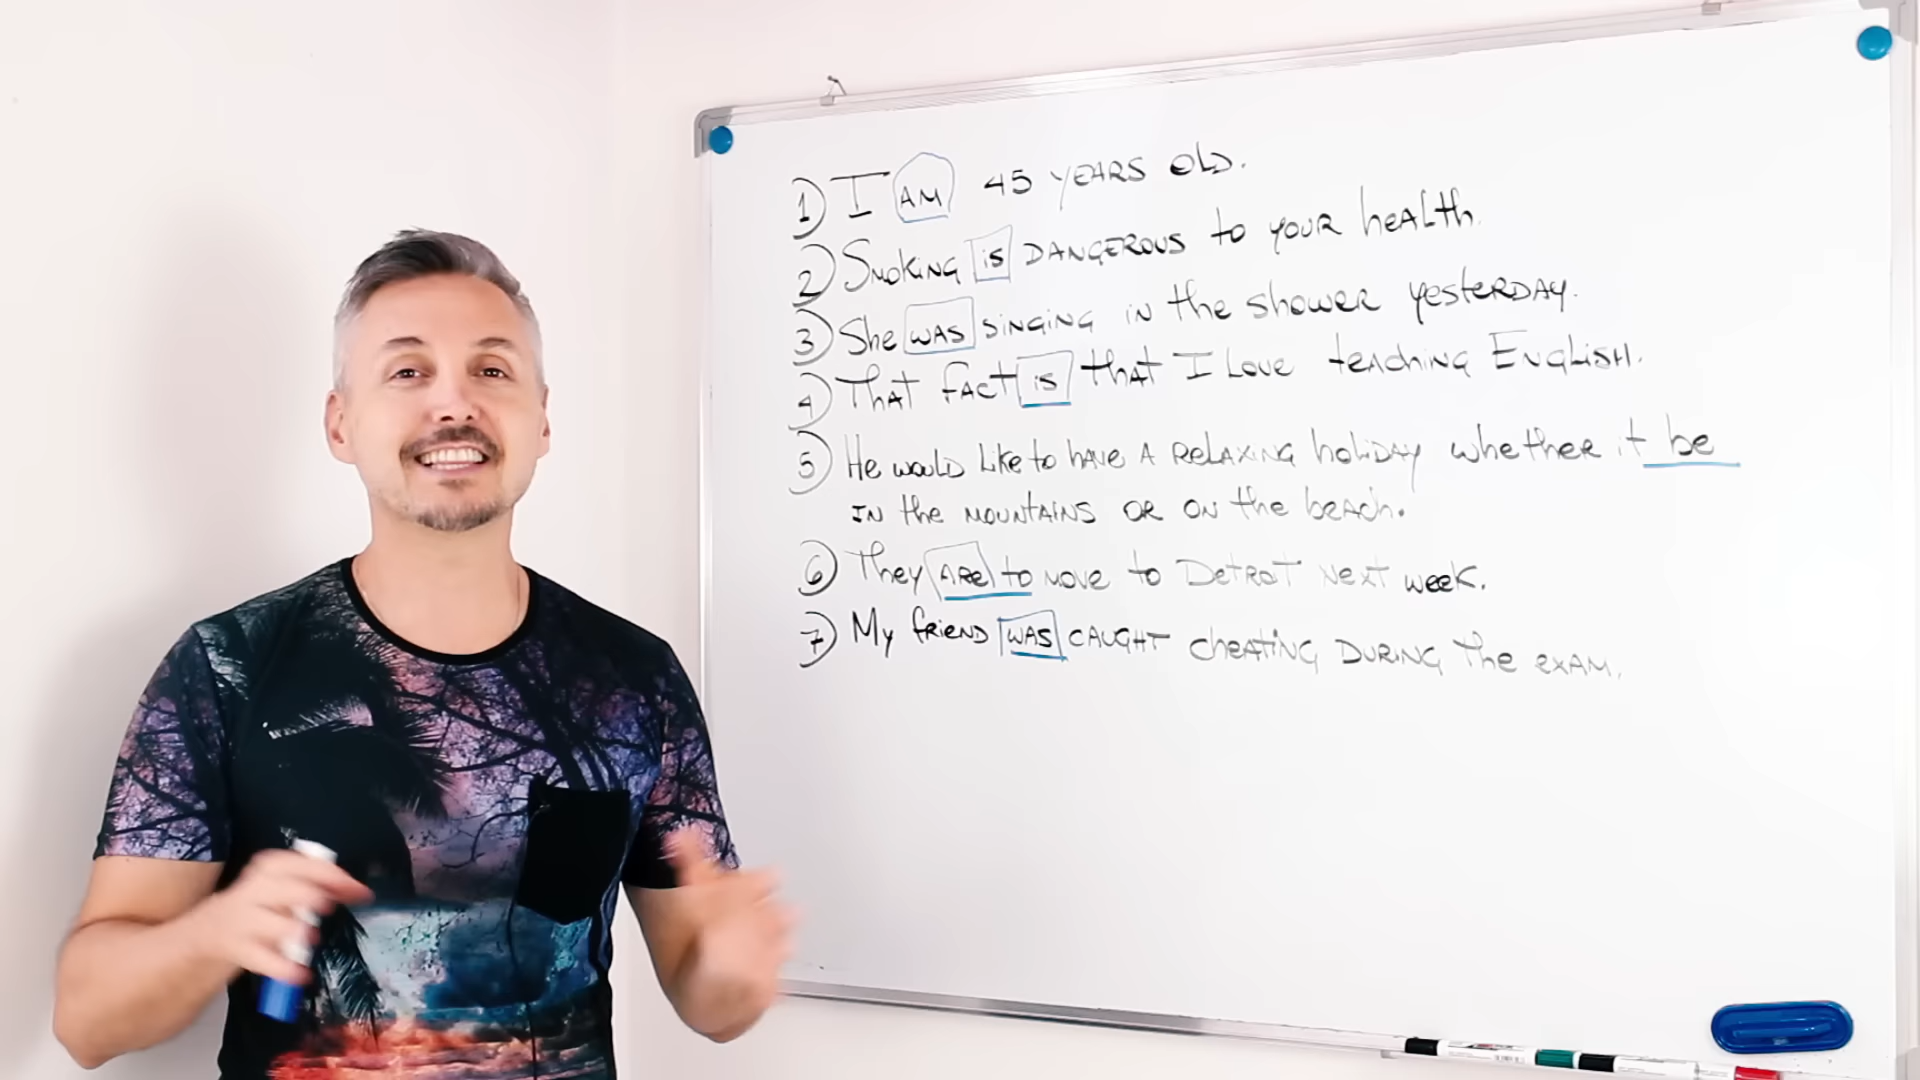 1) I AM 45 YEARS OLD.
2) Smoking is DANGEROUS to your health.
3) She WAS singing in the shower yesterday.
4) That fact is that I love teaching English.
5) He would like to have a relaxing holiday whether it be
in the mountains or on the beach.
6) They are to move to Detroit next week.
7) My friend was caught cheating during the exam.